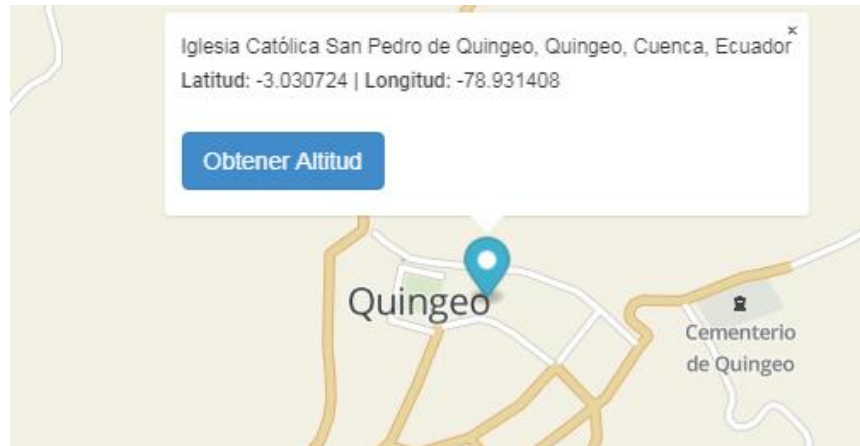 ×
Iglesia Católica San Pedro de Quingeo, Quingeo, Cuenca, Ecuador
Latitud: -3.030724 | Longitud: -78.931408
Obtener Altitud
Quingeo
Cementerio
de Quingeo